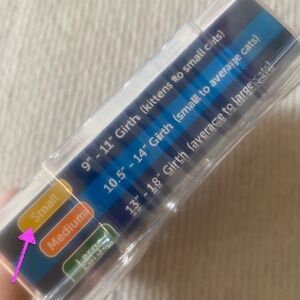 Small 9" - 11" Girth (kittens to small cats)
Medium 10.5" - 14" Girth (small to average cats)
Large 13" - 18" Girth (average to large cats)